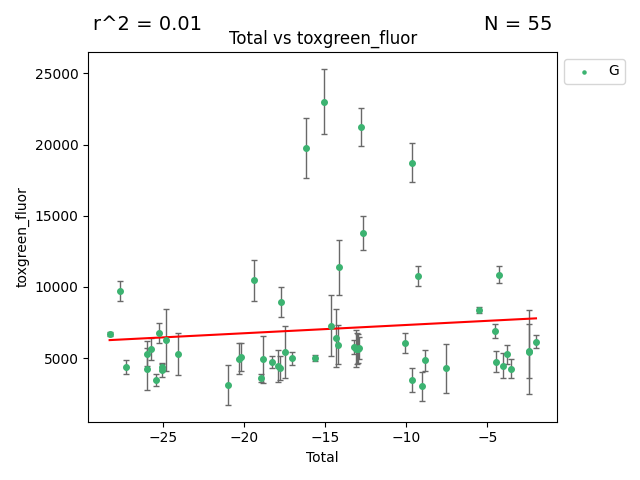 r^2 = 0.01
N = 55
Total vs toxgreen_fluor
G
25000
20000
15000
10000
5000
toxgreen_fluor
−25
−20
−15
−10
−5
Total